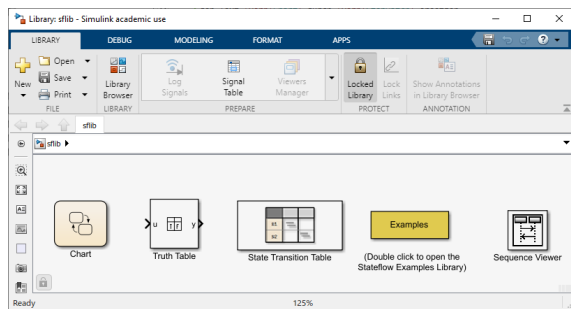 Library: sflib - Simulink academic use
LIBRARY DEBUG MODELING FORMAT APPS
New
Open
Save
Print
FILE
Library
Browser
LIBRARY
Log
Signals
Signal
Table
Viewers
Manager
PREPARE
Locked
Library
Lock
Links
PROTECT
Show Annotations
in Library Browser
ANNOTATION
sflib
sflib
Chart
u y
Truth Table
State Transition Table
Examples
(Double click to open the
Stateflow Examples Library)
Sequence Viewer
Ready 125%